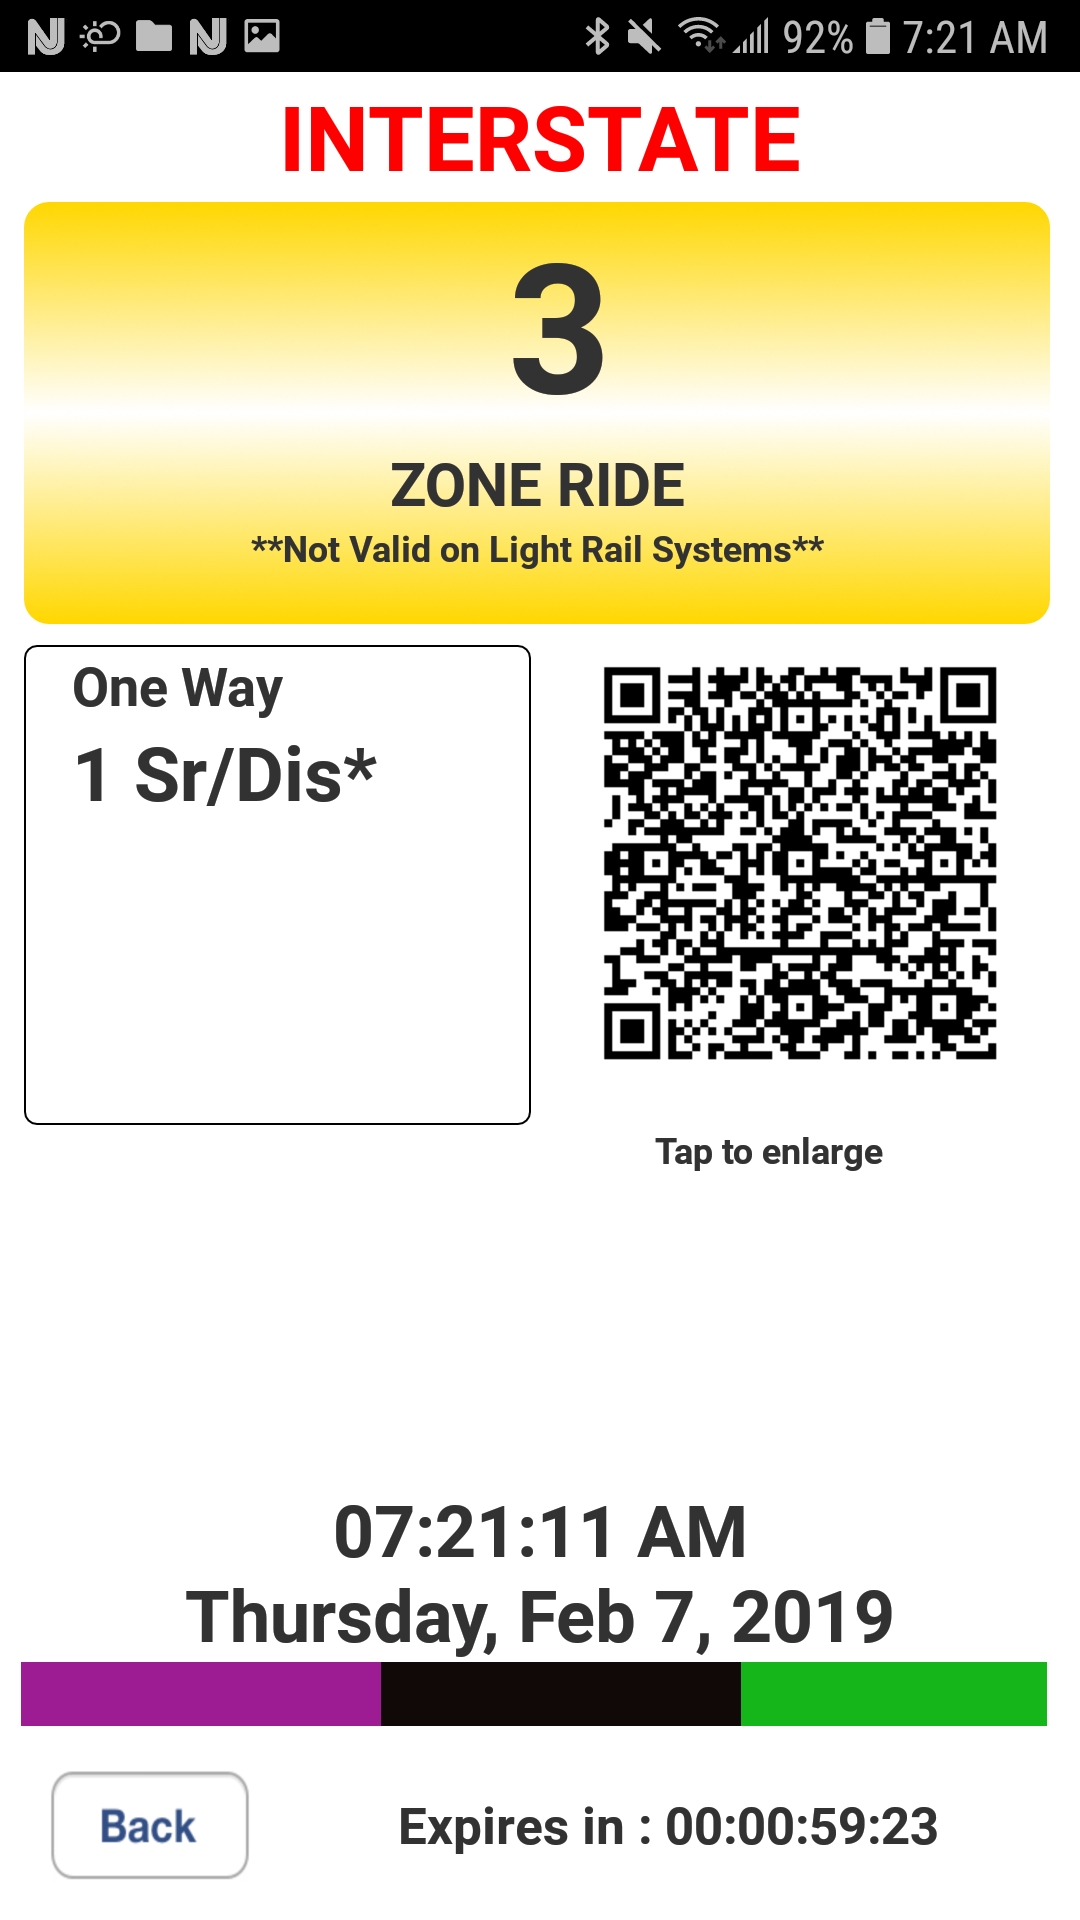 92% 7:21 AM
INTERSTATE
3
ZONE RIDE
**Not Valid on Light Rail Systems**
One Way
1 Sr/Dis*
Tap to enlarge
07:21:11 AM
Thursday, Feb 7, 2019
Back
Expires in : 00:00:59:23